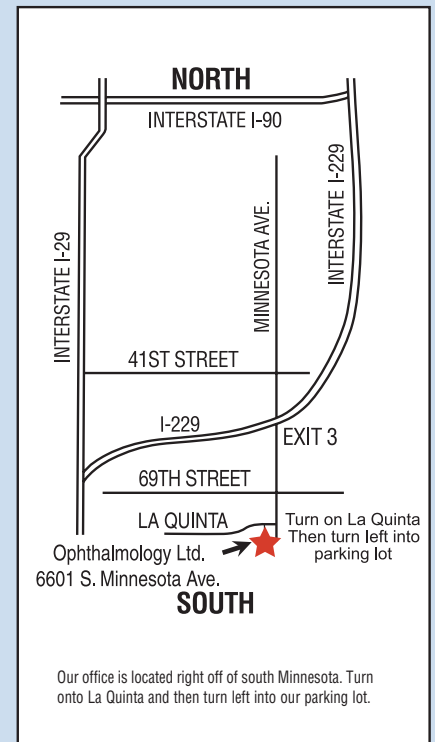 NORTH
INTERSTATE I-90
INTERSTATE I-29
MINNESOTA AVE.
INTERSTATE I-229
41ST STREET
I-229
EXIT 3
69TH STREET
LA QUINTA
Turn on La Quinta
Then turn left into
parking lot
Ophthalmology Ltd.
6601 S. Minnesota Ave.
SOUTH
Our office is located right off of south Minnesota. Turn
onto La Quinta and then turn left into our parking lot.